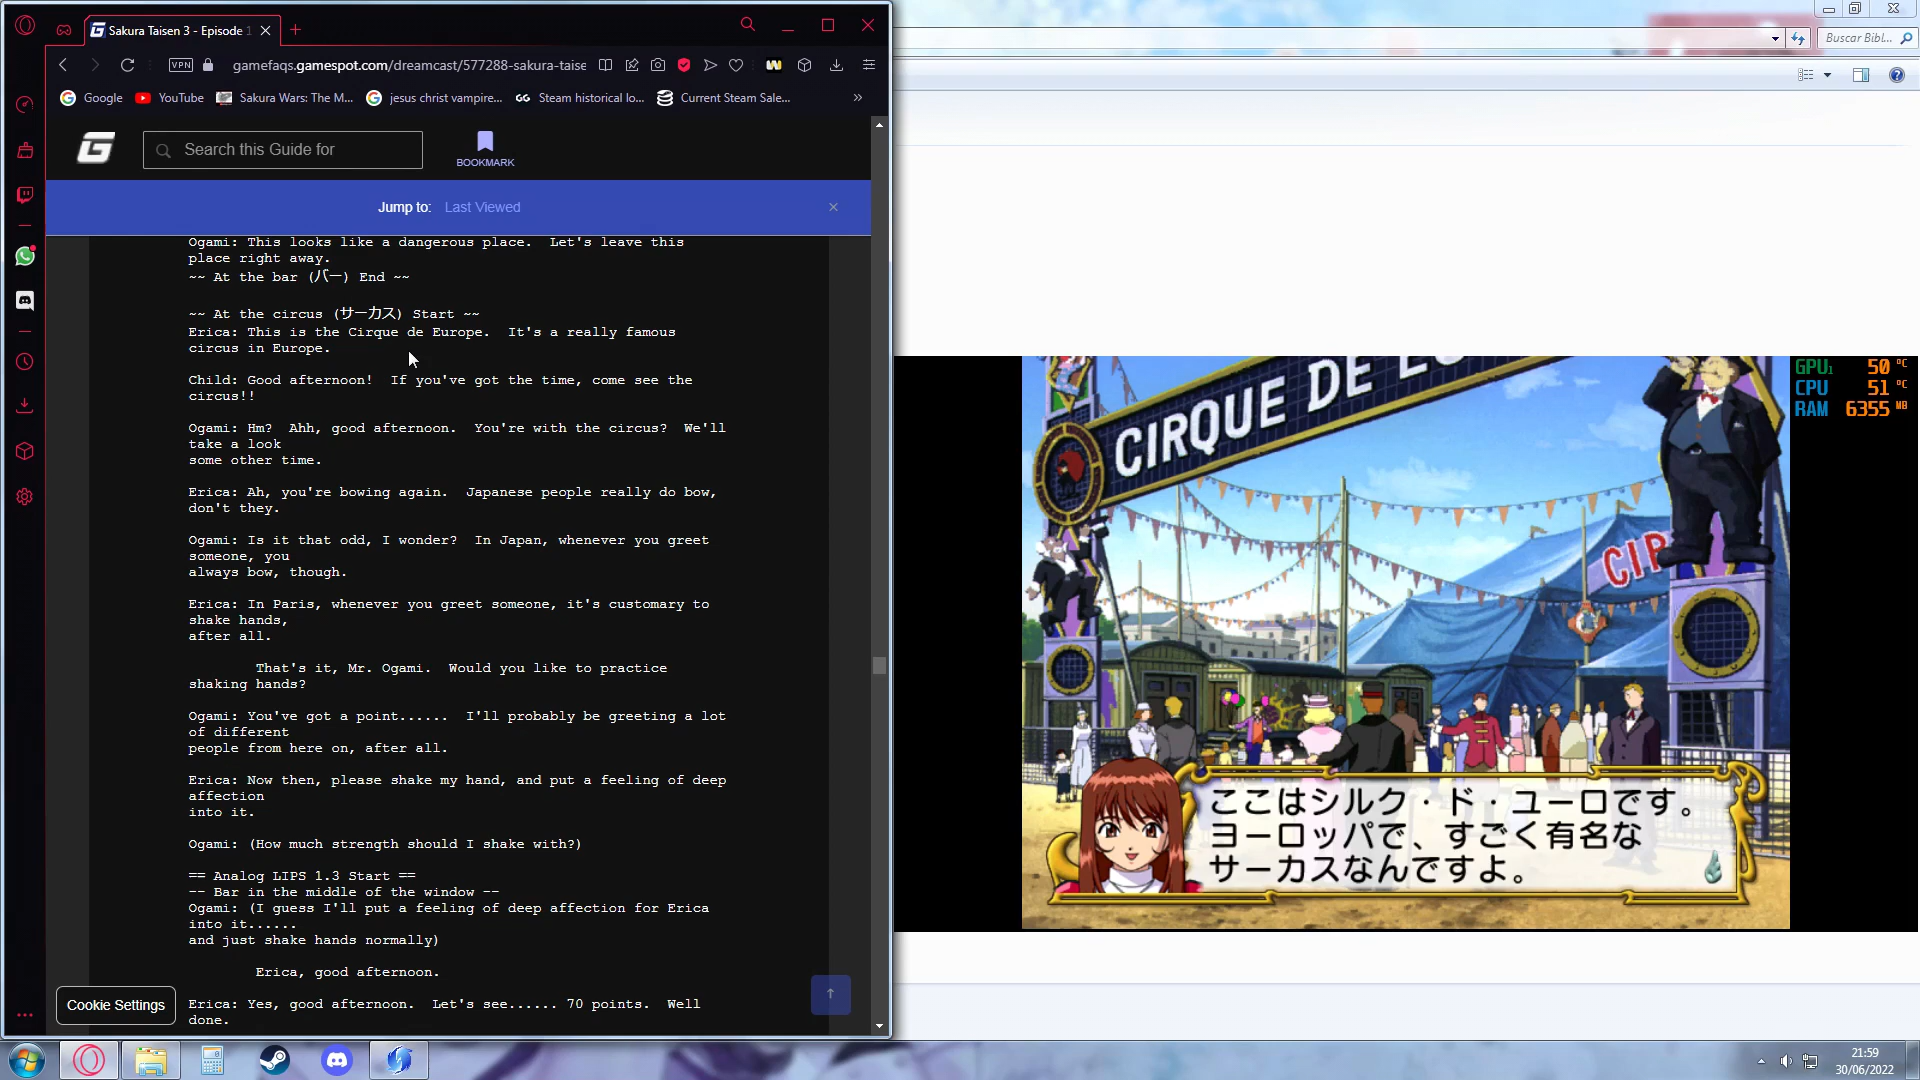 Sakura Taisen 3 - Episode 1
VPN
gamefaqs.gamespot.com/dreamcast/577288-sakura-taise
Buscar Bibl...
Google
YouTube
Sakura Wars: The M...
jesus christ vampire...
GG
Steam historical lo...
Current Steam Sale...
»
Search this Guide for
BOOKMARK
Jump to: Last Viewed
Ogami: This looks like a dangerous place. Let's leave this
place right away.
~~ At the bar (バー) End ~~
~~ At the circus (サーカス) Start ~~
Erica: This is the Cirque de Europe. It's a really famous
circus in Europe.
Child: Good afternoon! If you've got the time, come see the
circus!!
Ogami: Hm? Ahh, good afternoon. You're with the circus? We'll
take a look
some other time.
Erica: Ah, you're bowing again. Japanese people really do bow,
don't they.
Ogami: Is it that odd, I wonder? In Japan, whenever you greet
someone, you
always bow, though.
Erica: In Paris, whenever you greet someone, it's customary to
shake hands,
after all.
That's it, Mr. Ogami. Would you like to practice
shaking hands?
Ogami: You've got a point...... I'll probably be greeting a lot
of different
people from here on, after all.
Erica: Now then, please shake my hand, and put a feeling of deep
affection
into it.
Ogami: (How much strength should I shake with?)
== Analog LIPS 1.3 Start ==
-- Bar in the middle of the window --
Ogami: (I guess I'll put a feeling of deep affection for Erica
into it......
and just shake hands normally)
Erica, good afternoon.
Erica: Yes, good afternoon. Let's see...... 70 points. Well
done.
Cookie Settings
GPU1 50 °C
CPU 51 °C
RAM 6355 MB
CIRQUE DE
CIR
ここはシルク・ド・ユーロです。
ヨーロッパで、すごく有名な
サーカスなんですよ。
21:59
30/06/2022